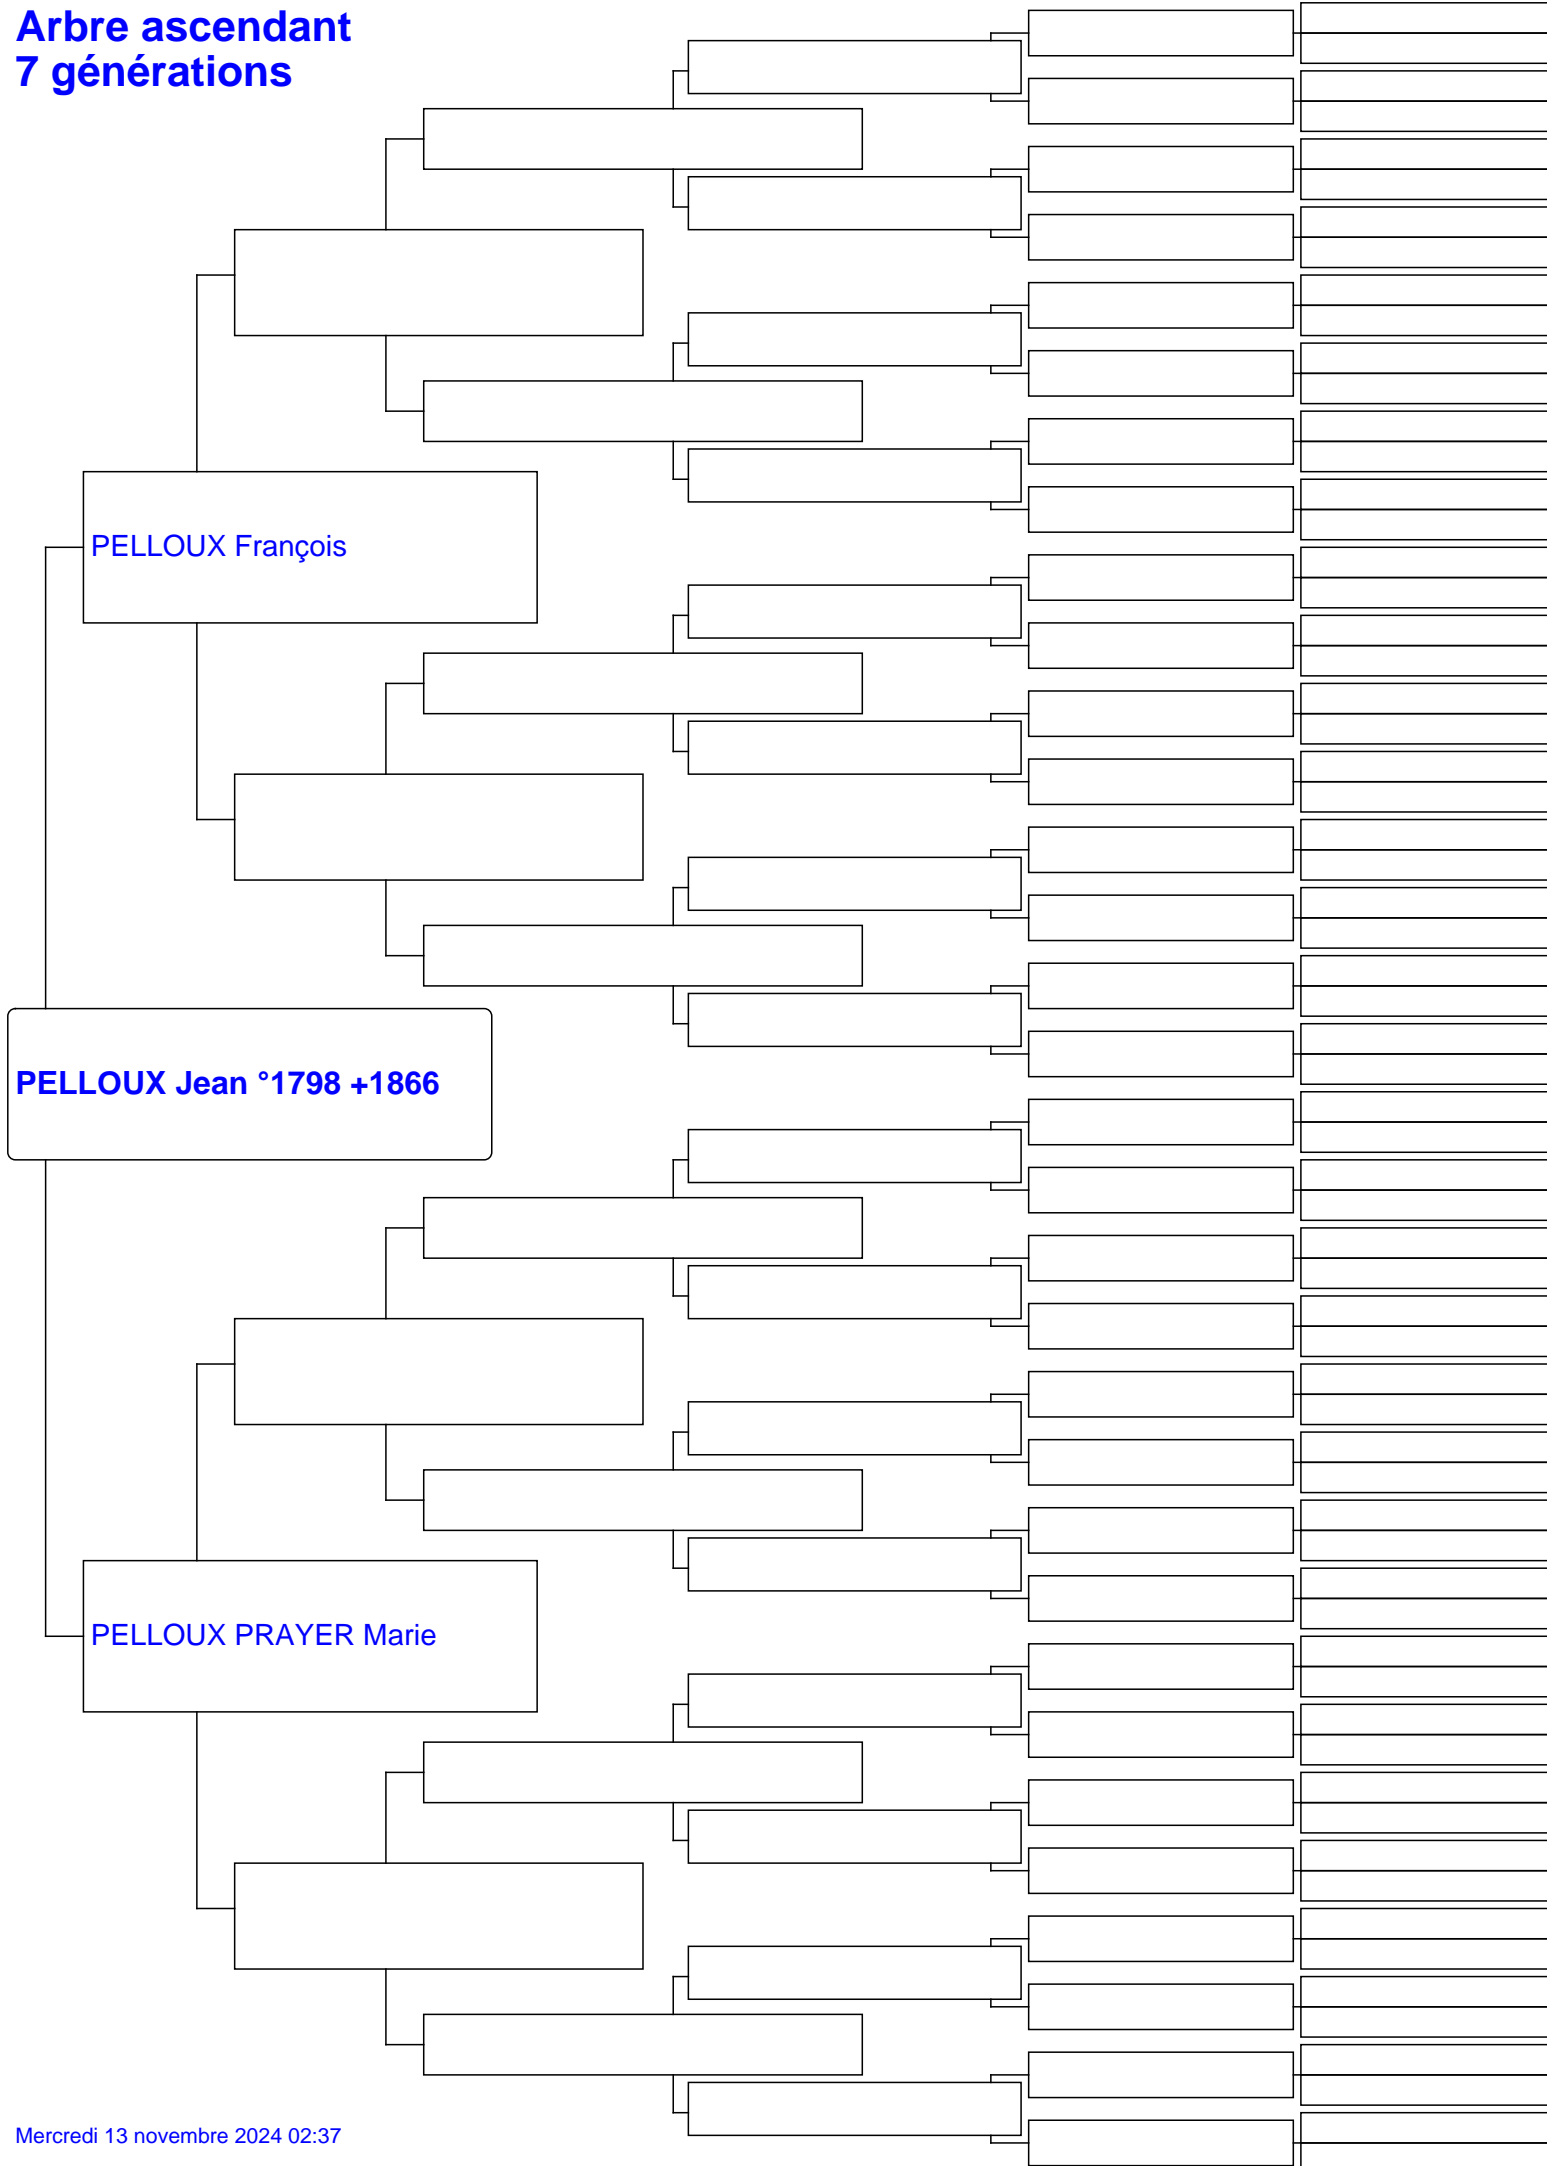 Arbre ascendant
7 générations
PELLOUX François
PELLOUX Jean °1798 +1866
PELLOUX PRAYER Marie
Mercredi 13 novembre 2024 02:37